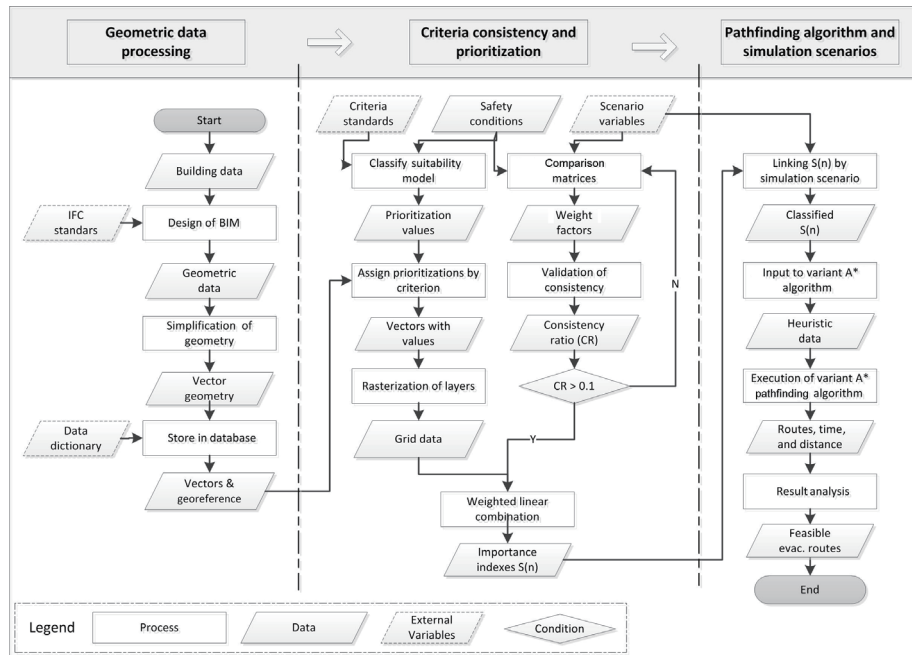 Geometric data
processing
Criteria consistency and
prioritization
Pathfinding algorithm and
simulation scenarios
Start
Building data
IFC
standars
Design of BIM
Geometric
data
Simplification of
geometry
Vector
geometry
Data
dictionary
Store in database
Vectors &
georeference
Criteria
standards
Safety
conditions
Scenario
variables
Classify suitability
model
Comparison
matrices
Prioritization
values
Weight
factors
Assign prioritizations by
criterion
Validation of
consistency
N
Vectors with
values
Consistency
ratio (CR)
Rasterization of layers
CR > 0.1
Grid data
Y
Weighted linear
combination
Importance
indexes S(n)
Linking S(n) by
simulation scenario
Classified
S(n)
Input to variant A*
algorithm
Heuristic
data
Execution of variant A*
pathfinding algorithm
Routes, time,
and distance
Result analysis
Feasible
evac. routes
End
Legend
Process
Data
External
Variables
Condition